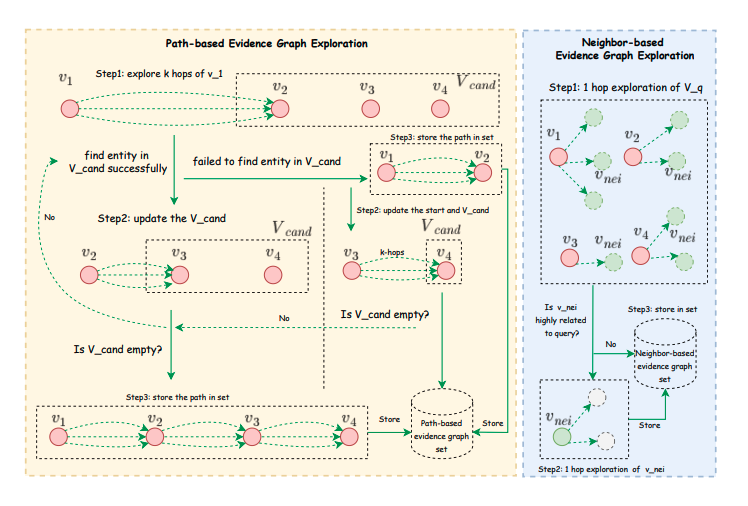 Path-based Evidence Graph Exploration
Step1: explore k hops of v_1
v1
v2
v3
v4
Vcand
find entity in
V_cand successfully
failed to find entity in V_cand
Step3: store the path in set
v1
v2
No
Step2: update the V_cand
Vcand
v2
v3
v4
Step2: update the start and V_cand
Vcand
v3
k-hops
v4
No
Is V_cand empty?
Is V_cand empty?
Step3: store the path in set
v1
v2
v3
v4
Store
Path-based
evidence graph
set
Store
Neighbor-based
Evidence Graph Exploration
Step1: 1 hop exploration of V_q
v1
vnei
v2
vnei
v3
vnei
v4
vnei
Is v_nei
highly related
to query?
No
Step3: store in set
Neighbor-based
evidence graph
set
vnei
Store
Step2: 1 hop exploration of v_nei